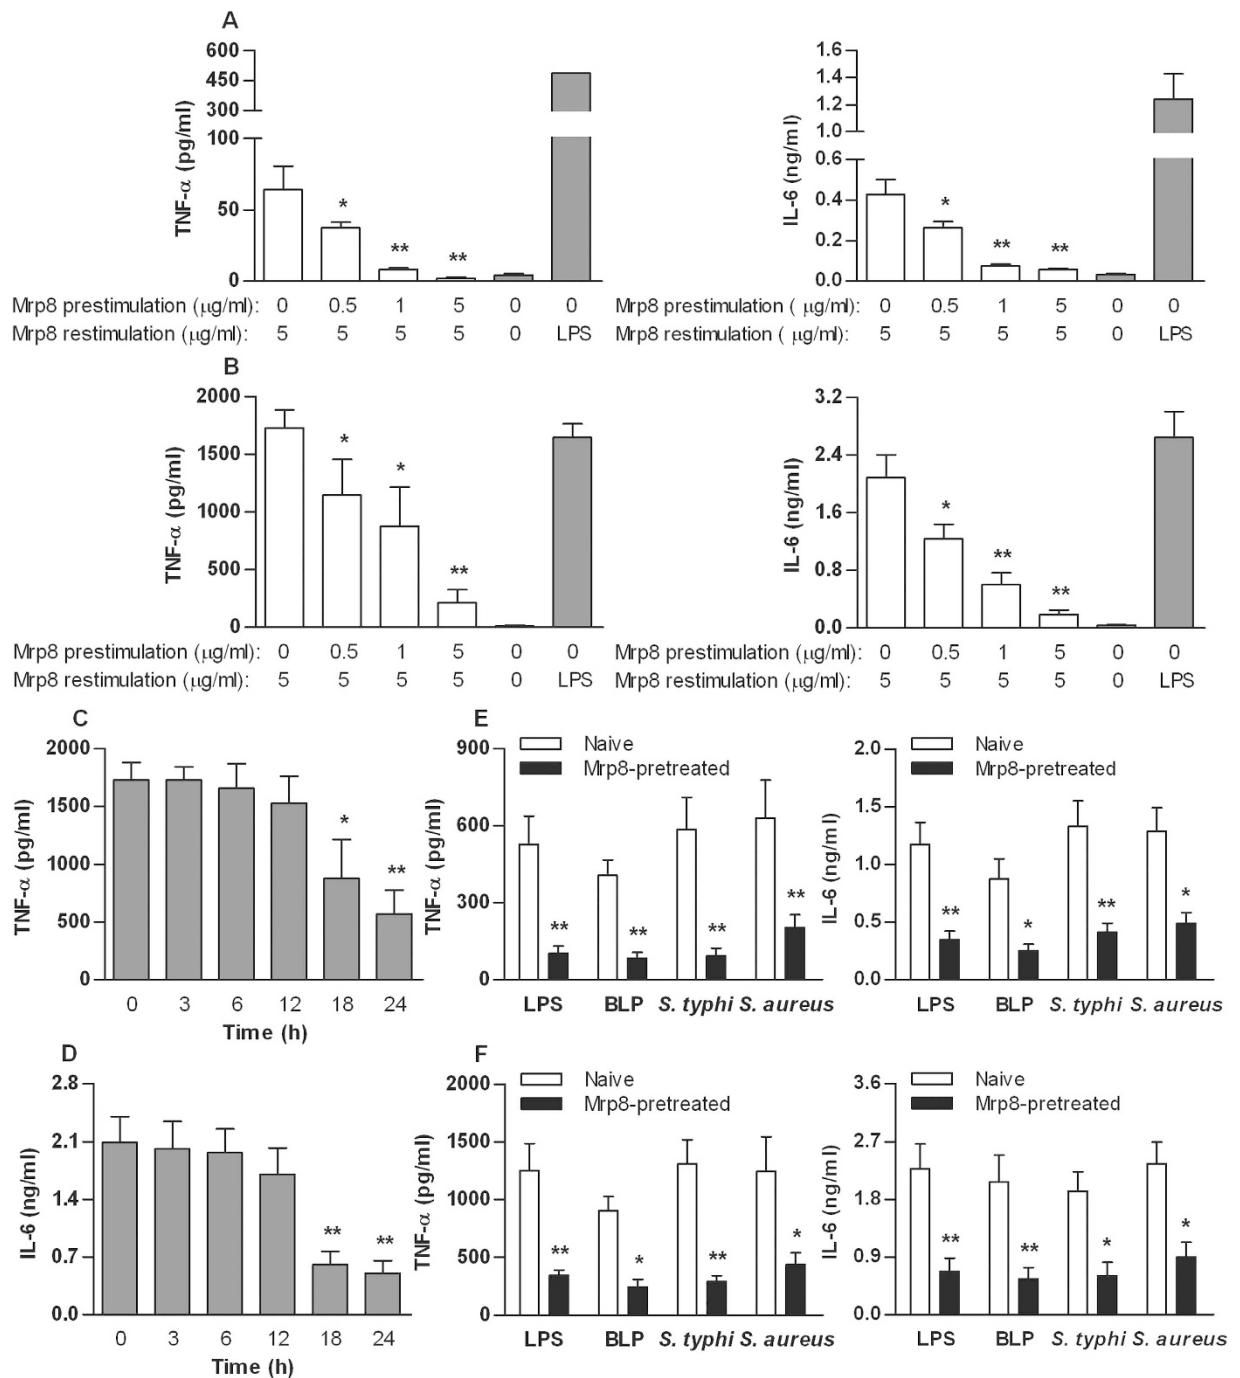 A
600
450
300
100
50
0
TNF-α (pg/ml)
*
**
**
Mrp8 prestimulation (μg/ml): 0 0.5 1 5 0 0
Mrp8 restimulation (μg/ml): 5 5 5 5 0 LPS
1.6
1.4
1.2
1.0
0.6
0.4
0.2
0.0
IL-6 (ng/ml)
*
**
**
Mrp8 prestimulation ( μg/ml): 0 0.5 1 5 0 0
Mrp8 restimulation ( μg/ml): 5 5 5 5 0 LPS
B
2000
1500
1000
500
0
TNF-α (pg/ml)
*
*
**
Mrp8 prestimulation (μg/ml): 0 0.5 1 5 0 0
Mrp8 restimulation (μg/ml): 5 5 5 5 0 LPS
3.2
2.4
1.6
0.8
0.0
IL-6 (ng/ml)
*
**
**
Mrp8 prestimulation (μg/ml): 0 0.5 1 5 0 0
Mrp8 restimulation (μg/ml): 5 5 5 5 0 LPS
C
2000
1500
1000
500
0
TNF-α (pg/ml)
*
**
0 3 6 12 18 24
Time (h)
E
Naive
Mrp8-pretreated
900
600
300
0
TNF-α (pg/ml)
**
**
**
**
LPS BLP S. typhi S. aureus
Naive
Mrp8-pretreated
2.0
1.5
1.0
0.5
0.0
IL-6 (ng/ml)
**
*
**
*
LPS BLP S. typhi S. aureus
D
2.8
2.1
1.4
0.7
0.0
IL-6 (ng/ml)
**
**
0 3 6 12 18 24
Time (h)
F
Naive
Mrp8-pretreated
2000
1500
1000
500
0
TNF-α (pg/ml)
**
*
**
*
LPS BLP S. typhi S. aureus
Naive
Mrp8-pretreated
3.6
2.7
1.8
0.9
0.0
IL-6 (ng/ml)
**
**
*
*
LPS BLP S. typhi S. aureus